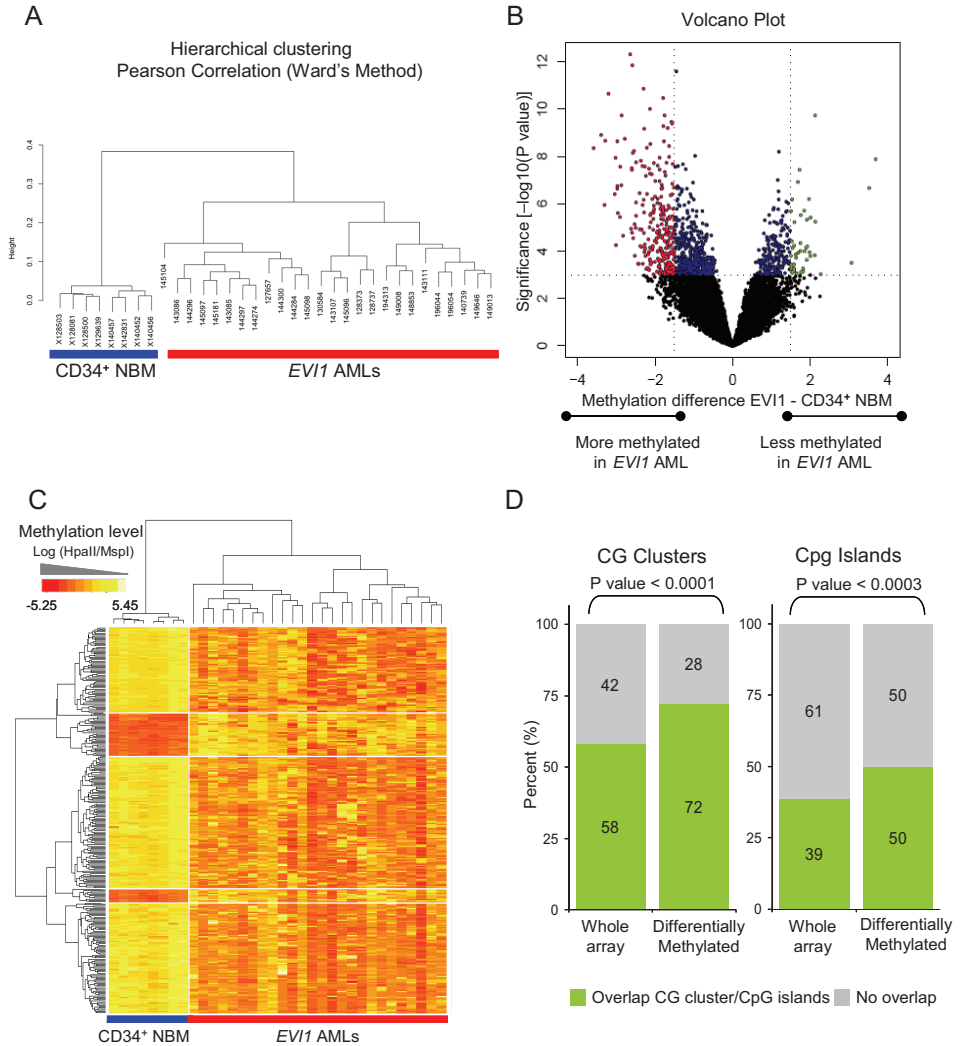 A
Hierarchical clustering
Pearson Correlation (Ward's Method)
Height
0.4
0.3
0.2
0.1
0.0
X128503
X128081
X128500
X129639
X140457
X142831
X140452
X140456
145104
143086
144296
145097
145181
143085
144297
144274
127657
144300
144284
145098
130584
143107
145096
128373
128737
194313
149008
148853
143111
196044
196054
140739
149646
149013
CD34+ NBM
EVI1 AMLs
B
Volcano Plot
Significance [−log10(P value)]
12
10
8
6
4
2
0
−4
−2
0
2
4
Methylation difference EVI1 - CD34+ NBM
More methylated
in EVI1 AML
Less methylated
in EVI1 AML
C
Methylation level
Log (HpaII/MspI)
-5.25
5.45
CD34+ NBM
EVI1 AMLs
D
CG Clusters
P value < 0.0001
Percent (%)
100
75
50
25
0
42
58
28
72
Whole
array
Differentially
Methylated
Cpg Islands
P value < 0.0003
100
75
50
25
0
61
39
50
50
Whole
array
Differentially
Methylated
Overlap CG cluster/CpG islands
No overlap